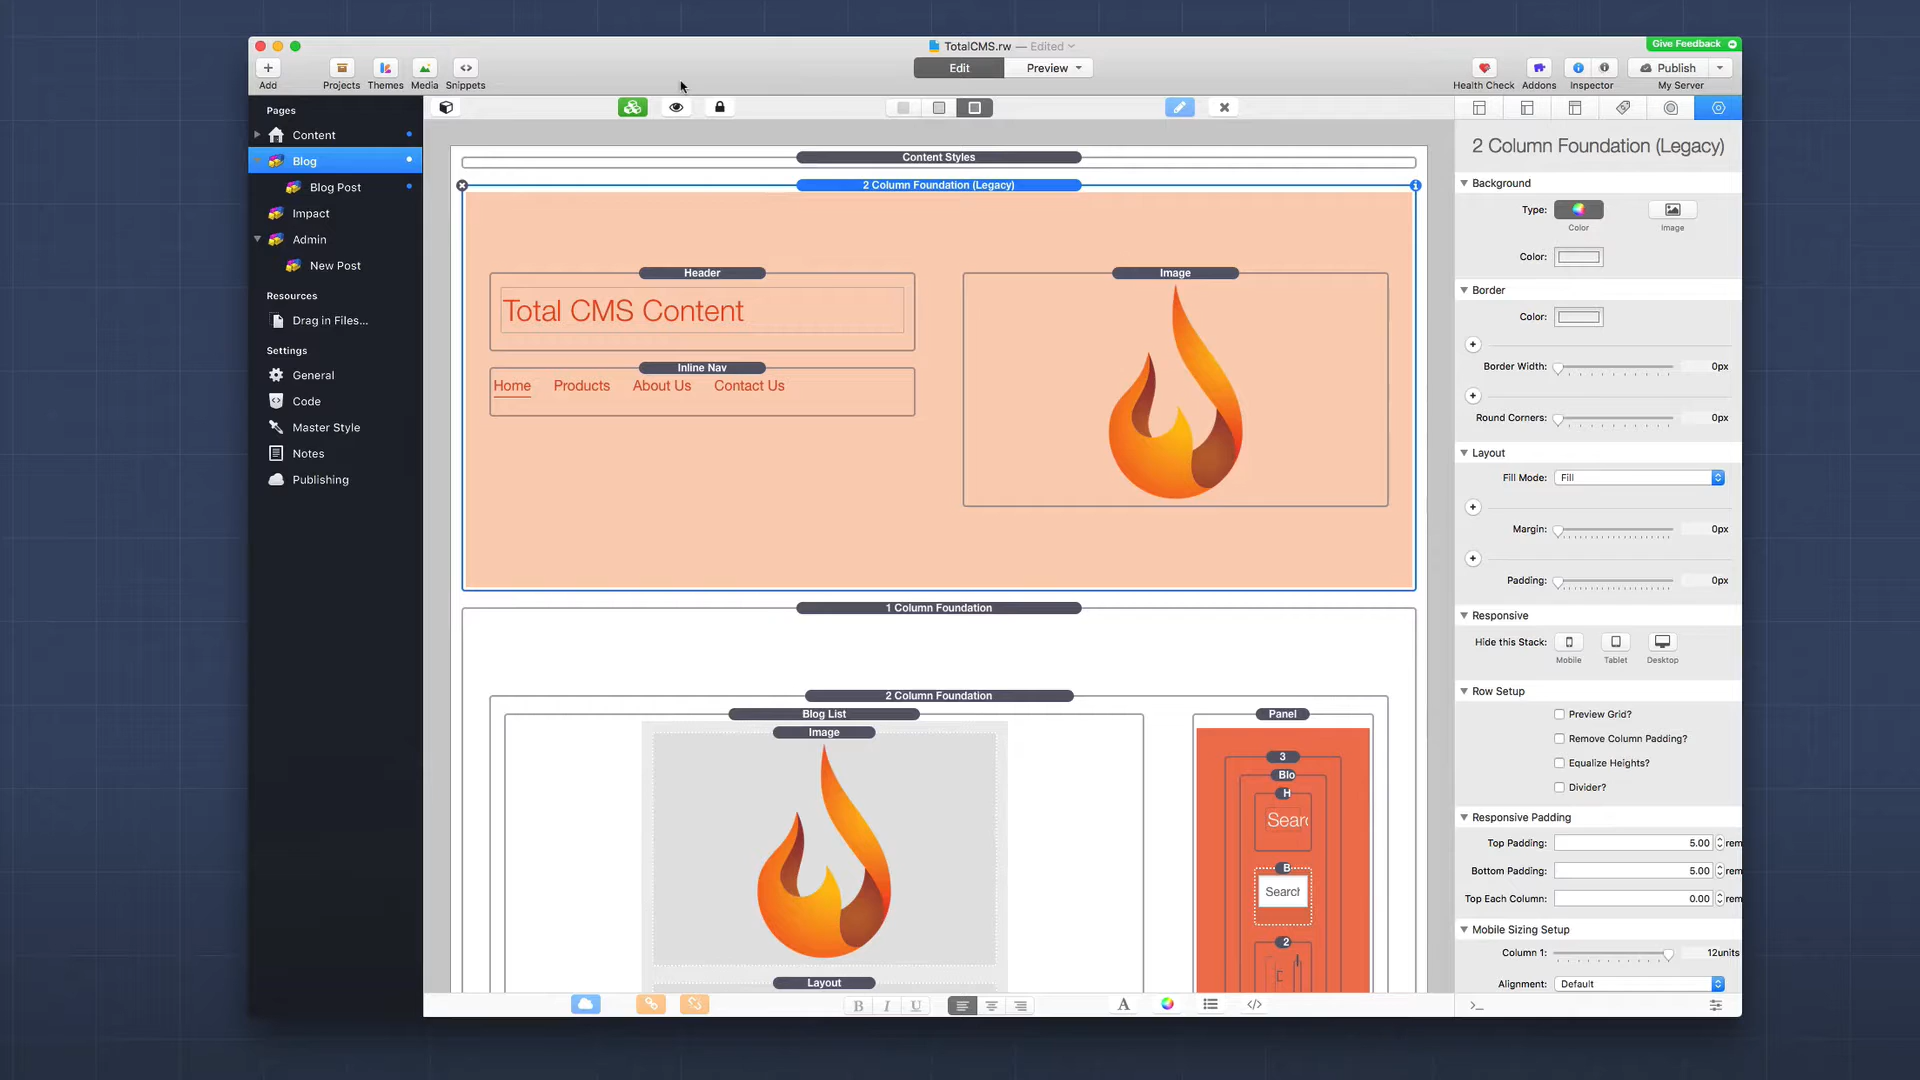 TotalCMS.rw — Edited
Give Feedback
Add
Projects
Themes
Media
Snippets
Edit
Preview
Health Check
Addons
Inspector
Publish
My Server
Pages
Content
Blog
Blog Post
Impact
Admin
New Post
Resources
Drag in Files...
Settings
General
Code
Master Style
Notes
Publishing
Content Styles
2 Column Foundation (Legacy)
Header
Total CMS Content
Inline Nav
Home Products About Us Contact Us
Image
1 Column Foundation
2 Column Foundation
Blog List
Image
Layout
Panel
3
Blo
H
Sear
B
Search
2
B I U
A
2 Column Foundation (Legacy)
Background
Type:
Color
Image
Color:
Border
Color:
Border Width: 0px
Round Corners: 0px
Layout
Fill Mode: Fill
Margin: 0px
Padding: 0px
Responsive
Hide this Stack:
Mobile
Tablet
Desktop
Row Setup
Preview Grid?
Remove Column Padding?
Equalize Heights?
Divider?
Responsive Padding
Top Padding: 5.00 rem
Bottom Padding: 5.00 rem
Top Each Column: 0.00 rem
Mobile Sizing Setup
Column 1: 12units
Alignment: Default